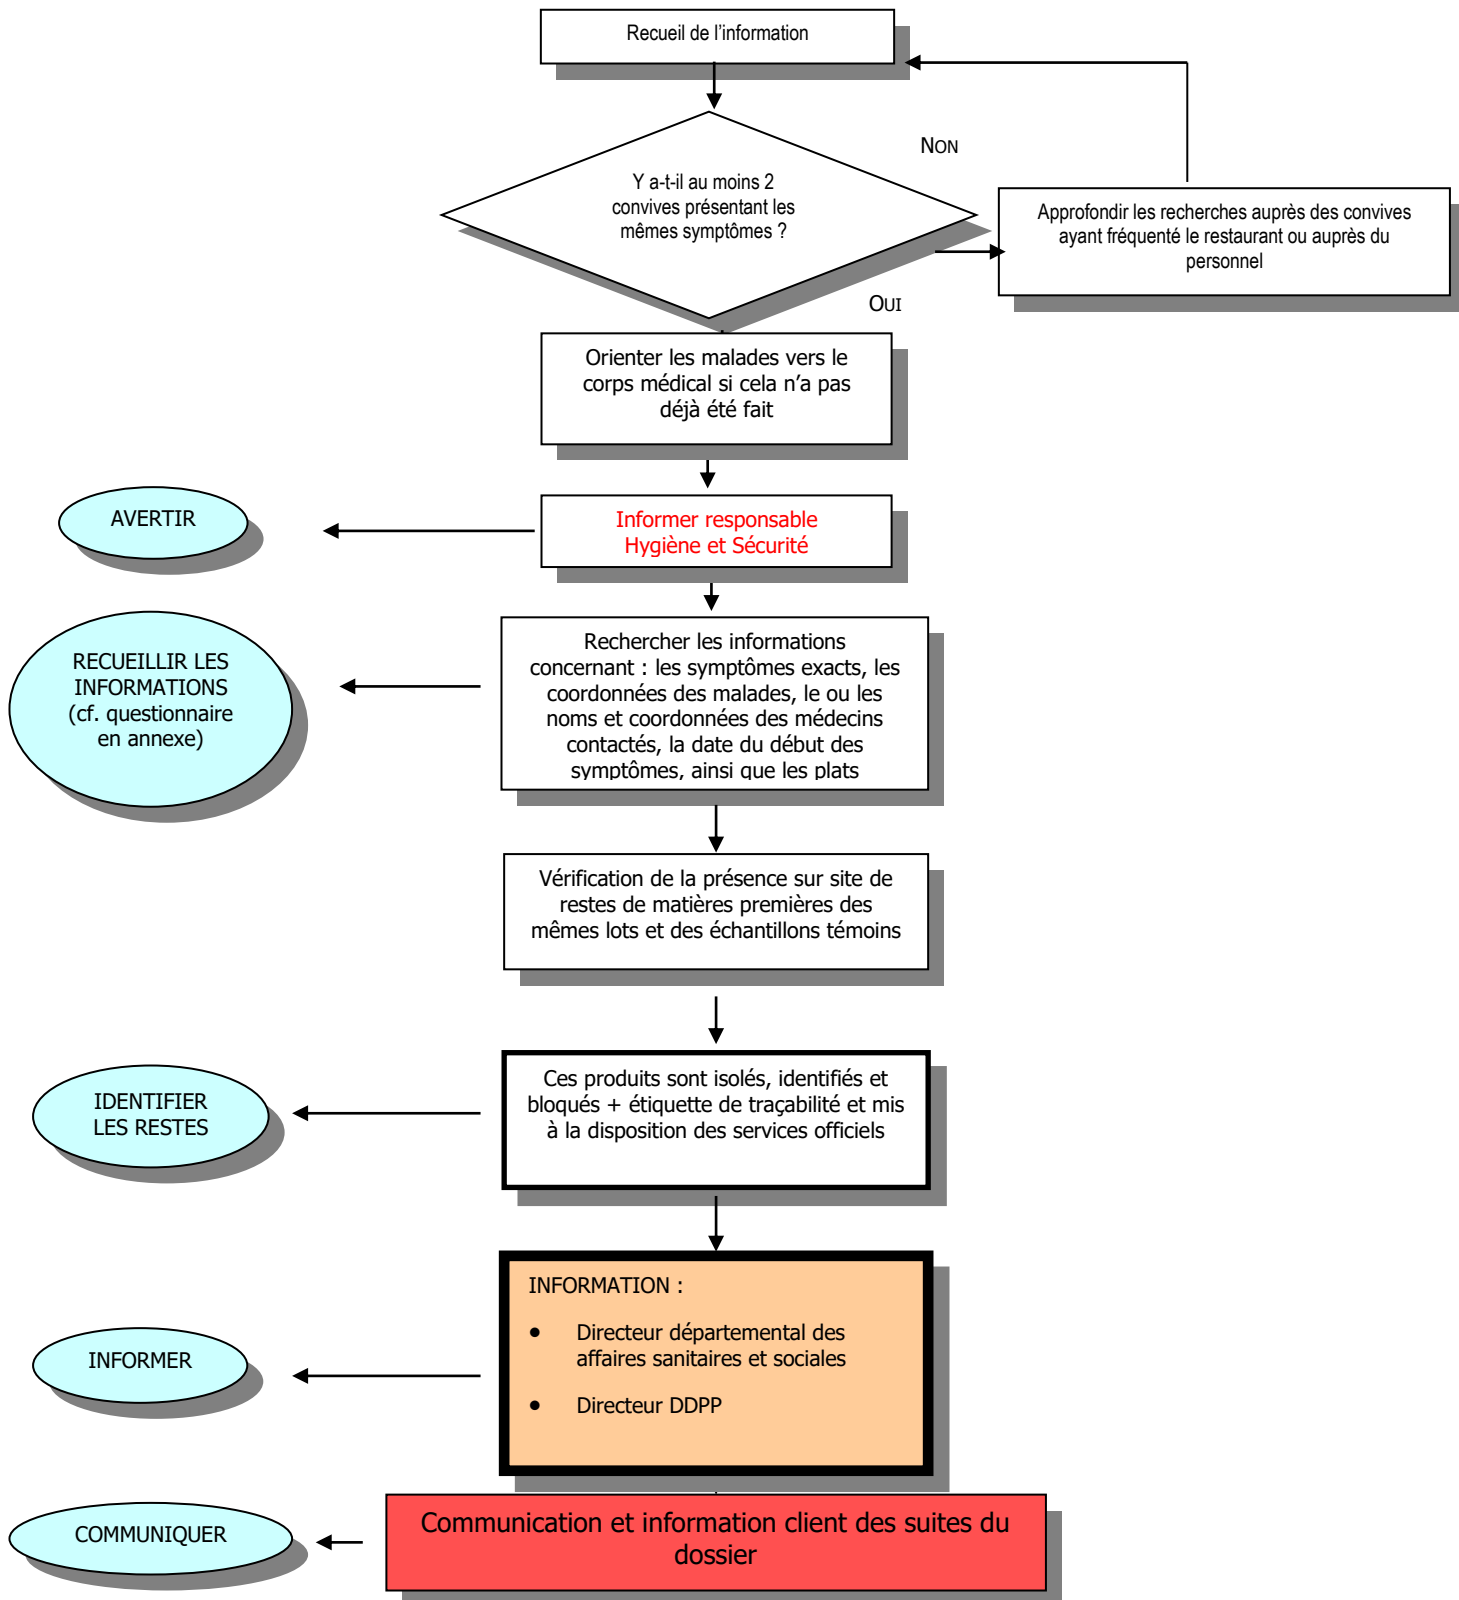 Recueil de l'information
NON
Y a-t-il au moins 2
convives présentant les
mêmes symptômes ?
Approfondir les recherches auprès des convives
ayant fréquenté le restaurant ou auprès du
personnel
OUI
Orienter les malades vers le
corps médical si cela n'a pas
déjà été fait
AVERTIR
Informer responsable
Hygiène et Sécurité
RECUEILLIR LES
INFORMATIONS
(cf. questionnaire
en annexe)
Rechercher les informations
concernant : les symptômes exacts, les
coordonnées des malades, le ou les
noms et coordonnées des médecins
contactés, la date du début des
symptômes, ainsi que les plats
Vérification de la présence sur site de
restes de matières premières des
mêmes lots et des échantillons témoins
IDENTIFIER
LES RESTES
Ces produits sont isolés, identifiés et
bloqués + étiquette de traçabilité et mis
à la disposition des services officiels
INFORMATION :
• Directeur départemental des
affaires sanitaires et sociales
• Directeur DDPP
INFORMER
COMMUNIQUER
Communication et information client des suites du
dossier